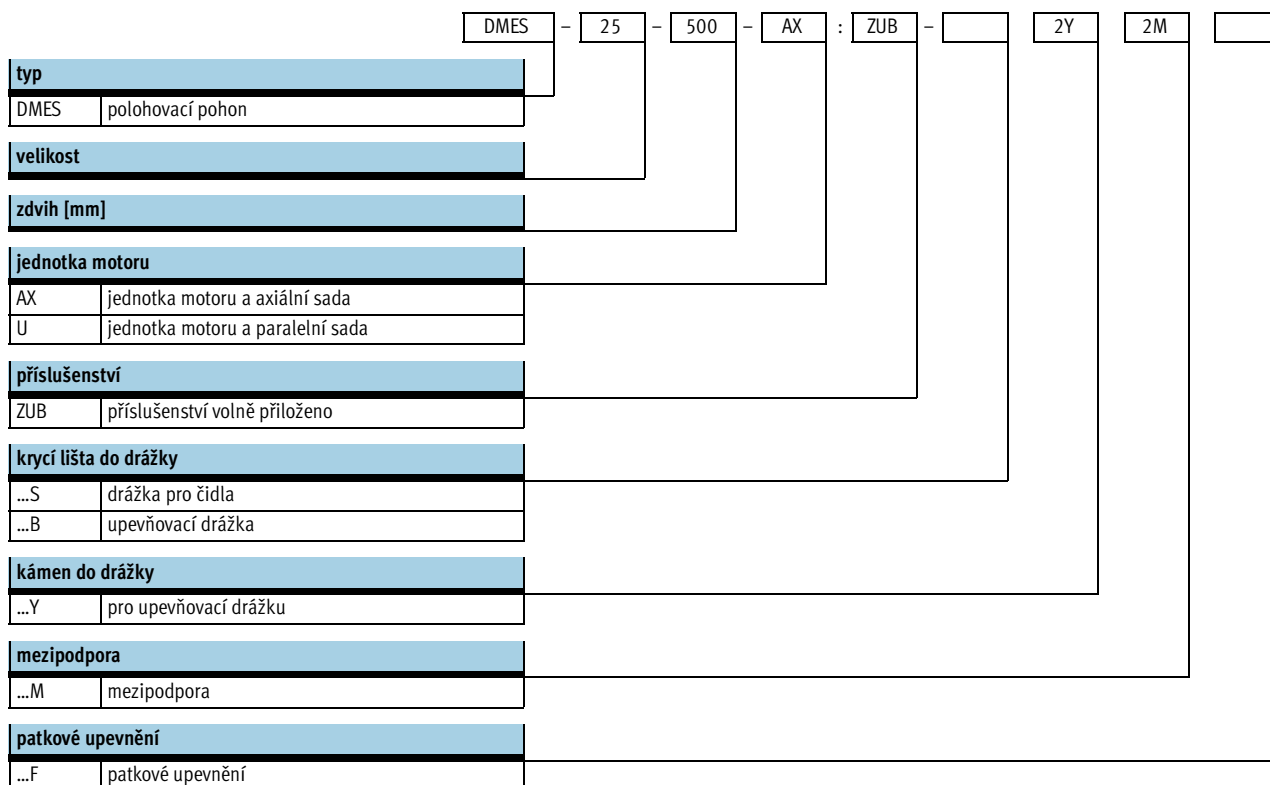 DMES – 25 – 500 – AX : ZUB – 2Y 2M
typ
DMES polohovací pohon
velikost
zdvih [mm]
jednotka motoru
AX jednotka motoru a axiální sada
U jednotka motoru a paralelní sada
příslušenství
ZUB příslušenství volně přiloženo
krycí lišta do drážky
...S drážka pro čidla
...B upevňovací drážka
kámen do drážky
...Y pro upevňovací drážku
mezipodpora
...M mezipodpora
patkové upevnění
...F patkové upevnění